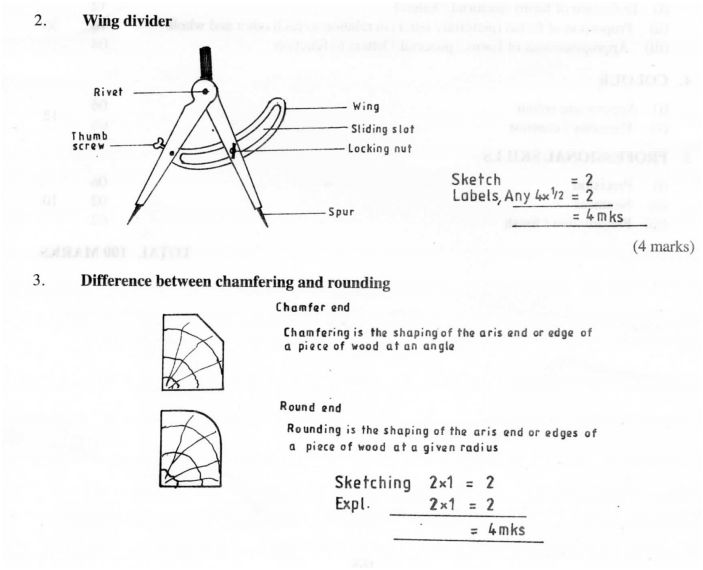 2. Wing divider
Rivet
Wing
Sliding slot
Thumb
screw
Locking nut
Spur
Sketch = 2
Labels, Any 4x 1/2 = 2
= 4mks
(4 marks)
3. Difference between chamfering and rounding
Chamfer end
Chamfering is the shaping of the aris end or edge of
a piece of wood at an angle
Round end
Rounding is the shaping of the aris end or edges of
a piece of wood at a given radius
Sketching 2x1 = 2
Expl. 2x1 = 2
= 4mks